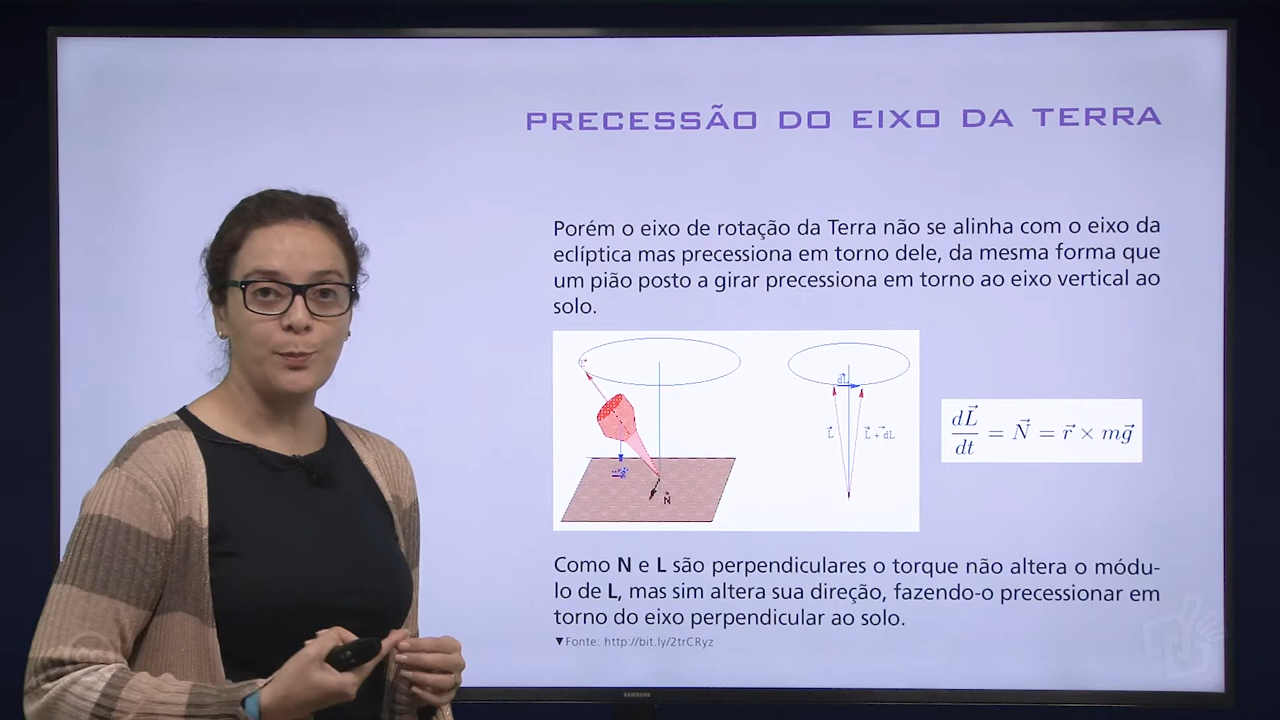 PRECESSÃO DO EIXO DA TERRA
Porém o eixo de rotação da Terra não se alinha com o eixo da
eclíptica mas precessiona em torno dele, da mesma forma que
um pião posto a girar precessiona em torno ao eixo vertical ao
solo.
dL⃗
L⃗
L⃗ + dL⃗
N⃗
dL⃗/dt = N⃗ = r⃗ × mg⃗
Como N e L são perpendiculares o torque não altera o módu-
lo de L, mas sim altera sua direção, fazendo-o precessionar em
torno do eixo perpendicular ao solo.
▼Fonte: http://bit.ly/2trCRyz
SAMSUNG